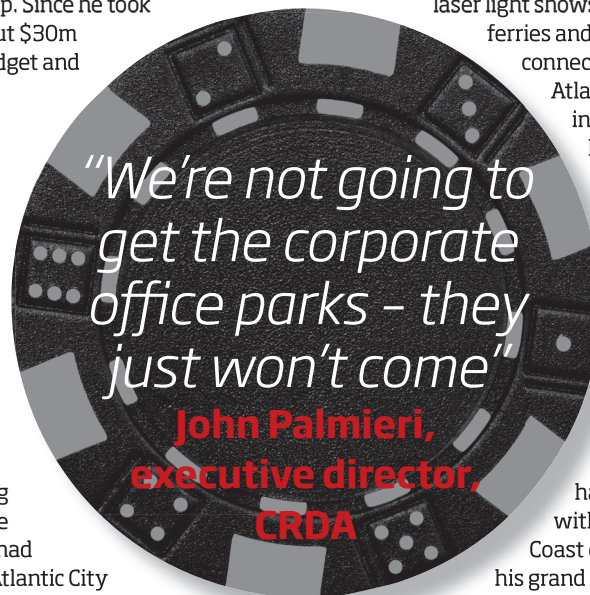 p. Since he took
ut $30m
dget and
laser light shows
ferries and
connec
Atla
in
“We’re not going to
get the corporate
office parks – they
just won’t come”
John Palmieri,
executive director,
CRDA
g
e
had
Atlantic City
ha
with
Coast
his grand